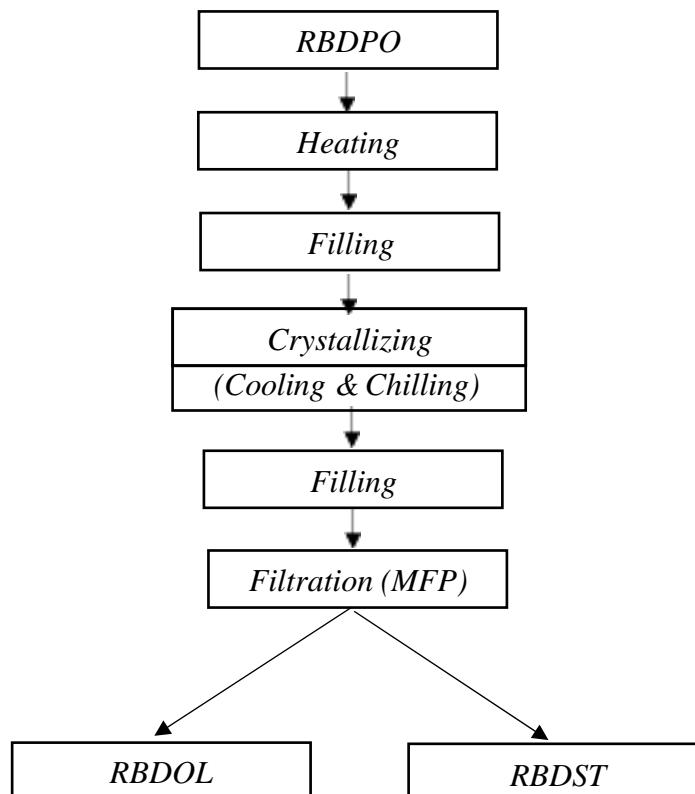 RBDPO
Heating
Filling
Crystallizing
(Cooling & Chilling)
Filling
Filtration (MFP)
RBDOL
RBDST